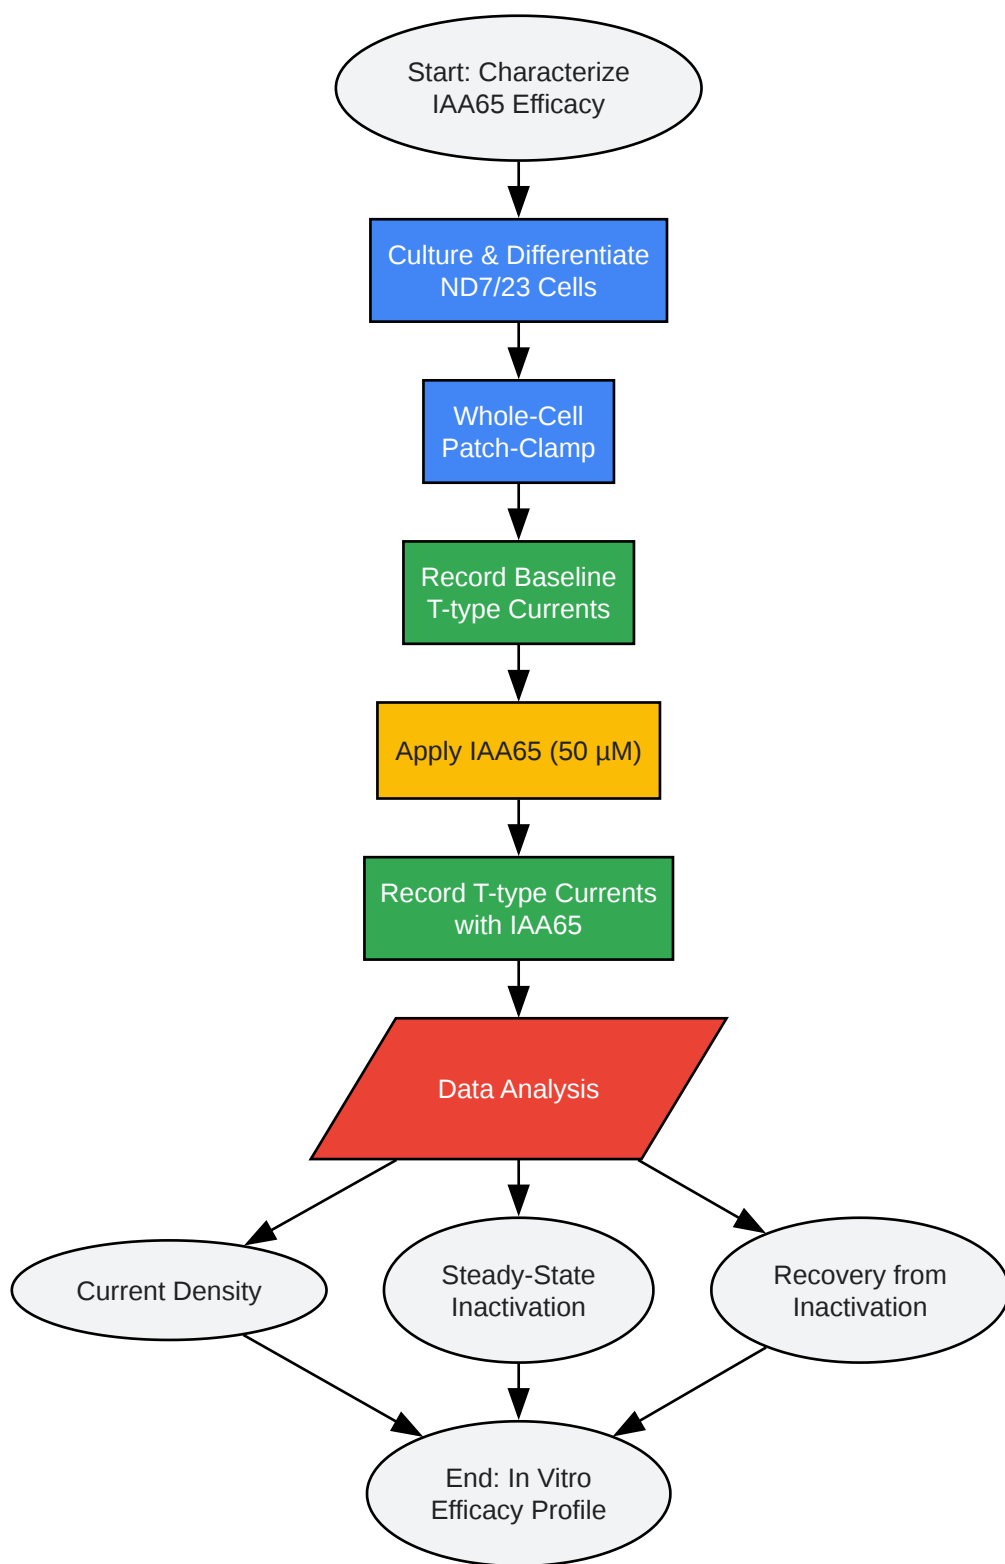 Start: Characterize
IAA65 Efficacy
Culture & Differentiate
ND7/23 Cells
Whole-Cell
Patch-Clamp
Record Baseline
T-type Currents
Apply IAA65 (50 µM)
Record T-type Currents
with IAA65
Data Analysis
Current Density
Steady-State
Inactivation
Recovery from
Inactivation
End: In Vitro
Efficacy Profile